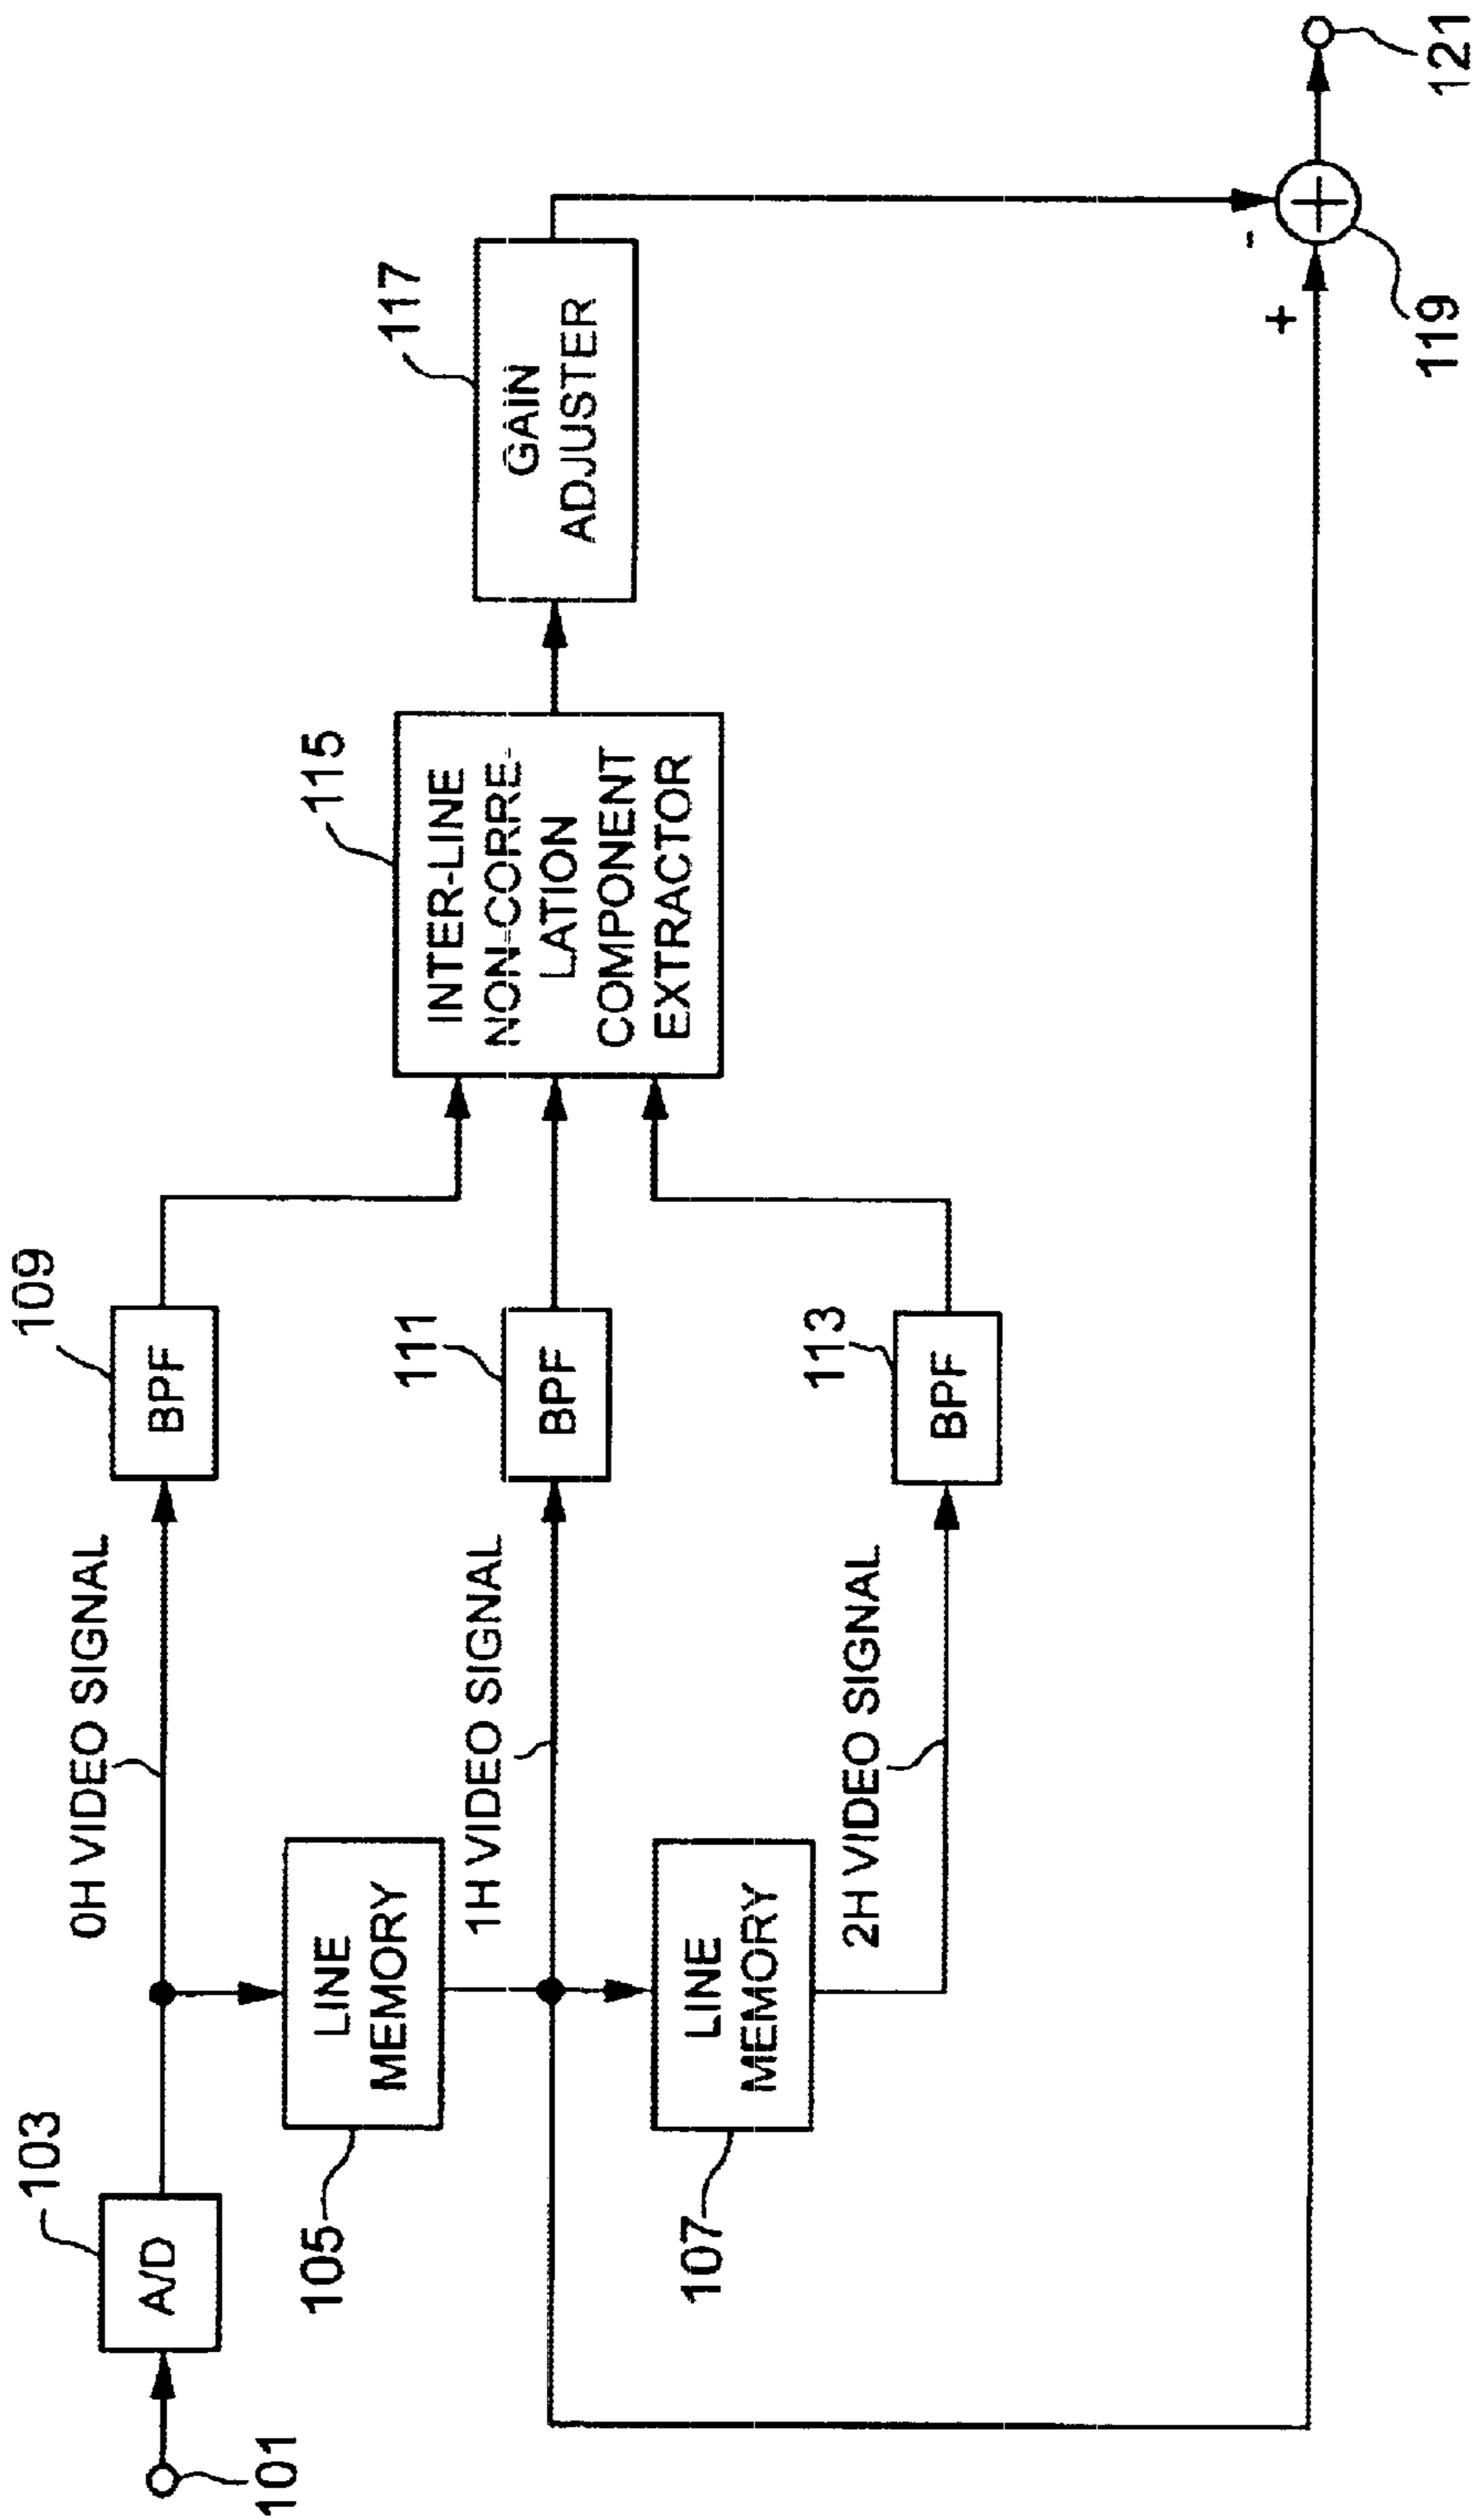 101
103
A/D
105
LINE
MEMORY
107
LINE
MEMORY
0H VIDEO SIGNAL
1H VIDEO SIGNAL
2H VIDEO SIGNAL
109
BPF
111
BPF
113
BPF
115
INTER-LINE
NON-CORRE-
LATION
COMPONENT
EXTRACTOR
117
GAIN
ADJUSTER
+
-
119
121